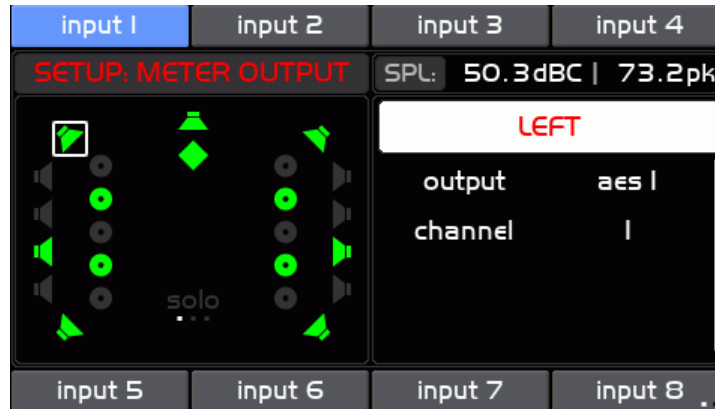 input 1
input 2
input 3
input 4
SETUP: METER OUTPUT
SPL: 50.3dBC | 73.2pk
LEFT
output aes 1
channel 1
solo
input 5
input 6
input 7
input 8